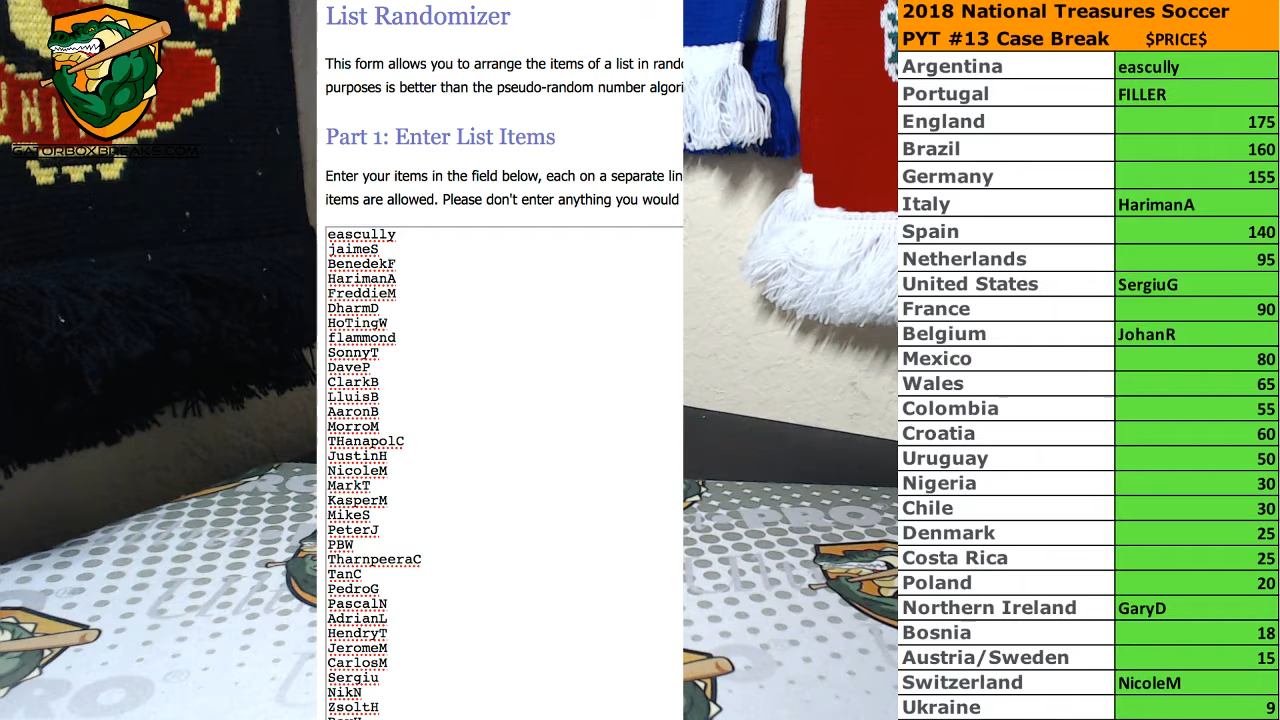 GATORBOXBREAKS.COM
List Randomizer
This form allows you to arrange the items of a list in rand
purposes is better than the pseudo-random number algori
Part 1: Enter List Items
Enter your items in the field below, each on a separate lin
items are allowed. Please don't enter anything you would
eascully
jaimeS
BenedekF
HarimanA
FreddieM
DharmD
HoTingW
flammond
SonnyT
DaveP
ClarkB
LluisB
AaronB
MorroM
THanapolC
JustinH
NicoleM
MarkT
KasperM
MikeS
PeterJ
PBW
TharnpeeraC
TanC
PedroG
PascalN
AdrianL
HendryT
JeromeM
CarlosM
Sergiu
NikN
ZsoltH
2018 National Treasures Soccer
PYT #13 Case Break $PRICE$
Argentina eascully
Portugal FILLER
England 175
Brazil 160
Germany 155
Italy HarimanA
Spain 140
Netherlands 95
United States SergiuG
France 90
Belgium JohanR
Mexico 80
Wales 65
Colombia 55
Croatia 60
Uruguay 50
Nigeria 30
Chile 30
Denmark 25
Costa Rica 25
Poland 20
Northern Ireland GaryD
Bosnia 18
Austria/Sweden 15
Switzerland NicoleM
Ukraine 9